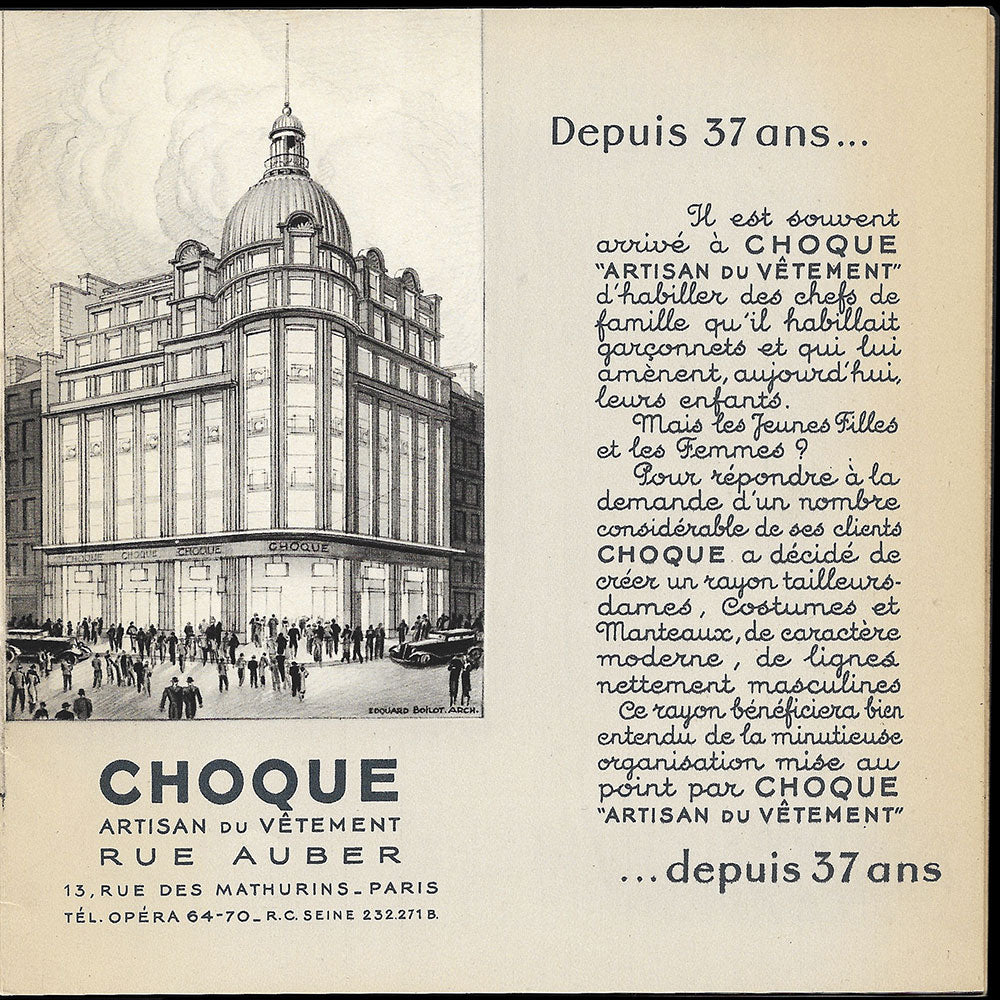 CHOQUE CHOQUE CHOQUE CHOQUE CHOQUE CHOQUE
EDOUARD BOILOT. ARCH.
CHOQUE
ARTISAN DU VÊTEMENT
RUE AUBER
13, RUE DES MATHURINS_PARIS
TÉL. OPÉRA 64-70_R.C. SEINE 232.271 B.
Depuis 37 ans...
Il est souvent
arrivé à CHOQUE
"ARTISAN DU VÊTEMENT"
d'habiller des chefs de
famille qu'il habillait
garçonnets et qui lui
amènent, aujourd'hui,
leurs enfants.
Mais les Jeunes Filles
et les Femmes ?
Pour répondre à la
demande d'un nombre
considérable de ses clients
CHOQUE a décidé de
créer un rayon tailleurs-
dames, Costumes et
Manteaux, de caractère
moderne, de lignes
nettement masculines
Ce rayon bénéficiera bien
entendu de la minutieuse
organisation mise au
point par CHOQUE
"ARTISAN DU VÊTEMENT"
...depuis 37 ans